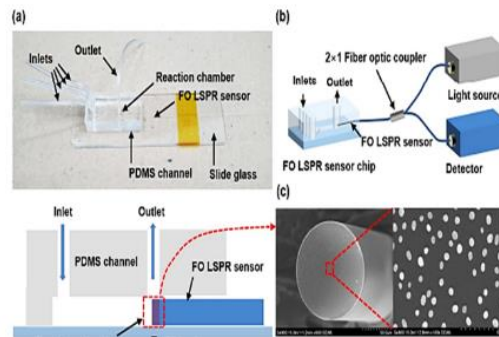 (a)
Inlets
Outlet
Reaction chamber
FO LSPR sensor
PDMS channel
Slide glass
(b)
2×1 Fiber optic coupler
Inlets
Outlet
Light source
FO LSPR sensor
FO LSPR sensor chip
Detector
Inlet
Outlet
PDMS channel
FO LSPR sensor
(c)